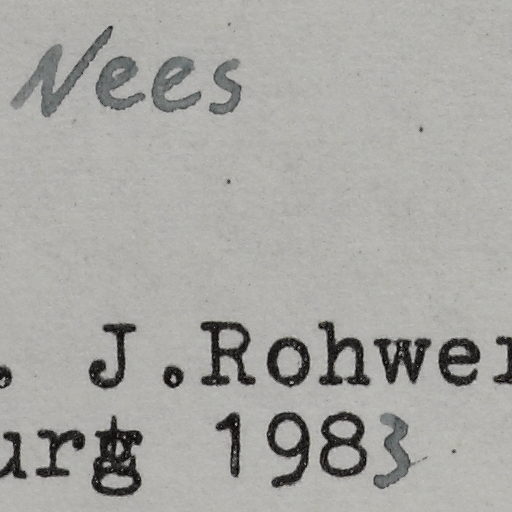 Nees
. J.Rohwer
urg 1983